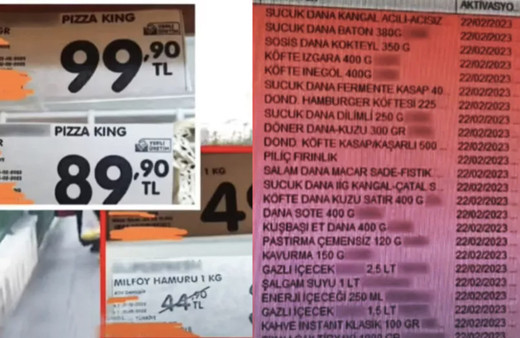 PIZZA KING
99,90
TL
YERLİ ÜRETİM
PIZZA KING
89,90
TL
YERLİ ÜRETİM
1 KG
4
MİLFOY HAMURU 1 KG
44,90
TL
AKTİVASYO
SUCUK DANA KANGAL ACILI-ACISIZ 22/02/2023
SUCUK DANA BATON 380G 22/02/2023
SOSİS DANA KOKTEYL 350 G 22/02/2023
KÖFTE IZGARA 400 G 22/02/2023
KÖFTE İNEGÖL 400G 22/02/2023
SUCUK DANA FERMENTE KASAP 40... 22/02/2023
DOND. HAMBURGER KÖFTESİ 225 22/02/2023
SUCUK DANA DİLİMLİ 250 G 22/02/2023
DÖNER DANA-KUZU 300 GR 22/02/2023
DOND. KÖFTE KASAP/KAŞARLI 500 ... 22/02/2023
PİLİÇ FIRINLIK 22/02/2023
SALAM DANA MACAR SADE-FISTIK... 22/02/2023
SUCUK DANA IIG KANGAL-ÇATAL S... 22/02/2023
KÖFTE DANA KUZU SATIR 400 G 22/02/2023
DANA SOTE 400 G 22/02/2023
KUŞBAŞI ET DANA 400 G 22/02/2023
PASTIRMA ÇEMENSİZ 120 G 22/02/2023
KAVURMA 150 G 22/02/2023
GAZLI İÇECEK 2,5 LT 22/02/2023
ŞALGAM SUYU 1 LT 22/02/2023
ENERJİ İÇECEĞİ 250 ML 22/02/2023
GAZLI İÇECEK 1,5 LT 22/02/2023
KAHVE INSTANT KLASİK 100 GR 22/02/2023